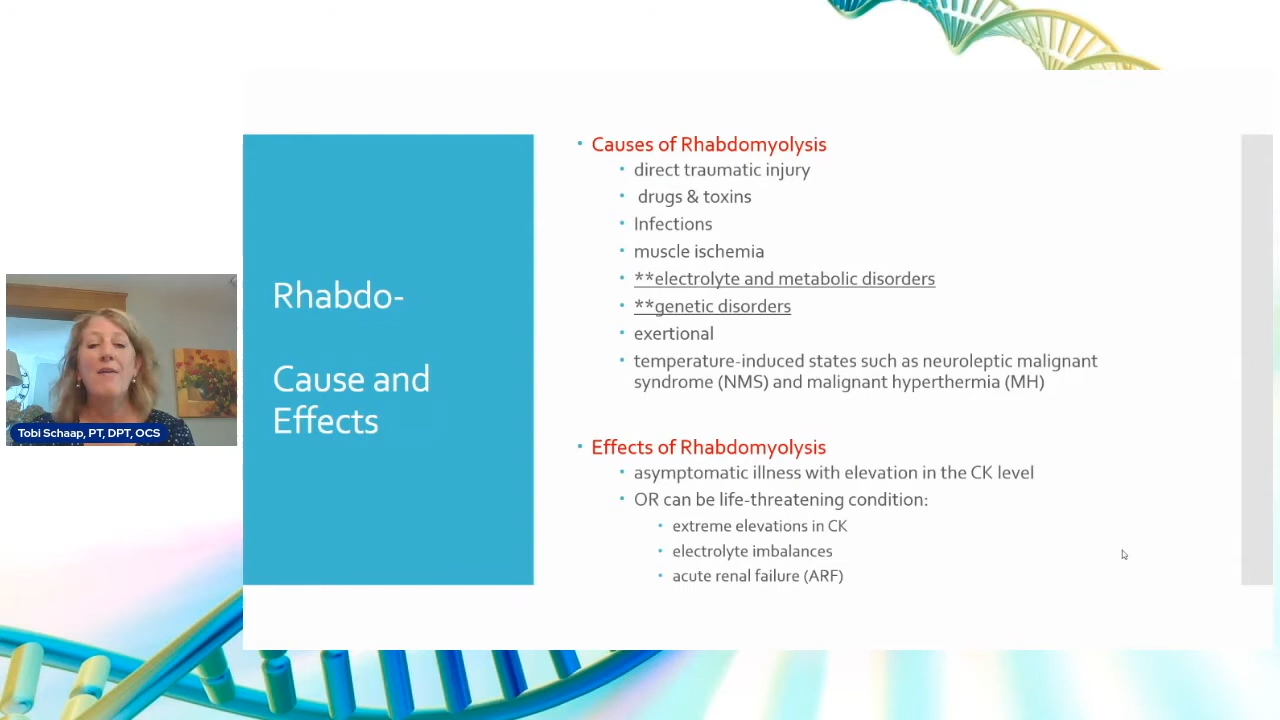 Rhabdo-
Cause and
Effects
• Causes of Rhabdomyolysis
• direct traumatic injury
• drugs & toxins
• Infections
• muscle ischemia
• **electrolyte and metabolic disorders
• **genetic disorders
• exertional
• temperature-induced states such as neuroleptic malignant
syndrome (NMS) and malignant hyperthermia (MH)
• Effects of Rhabdomyolysis
• asymptomatic illness with elevation in the CK level
• OR can be life-threatening condition:
• extreme elevations in CK
• electrolyte imbalances
• acute renal failure (ARF)
Tobi Schaap, PT, DPT, OCS